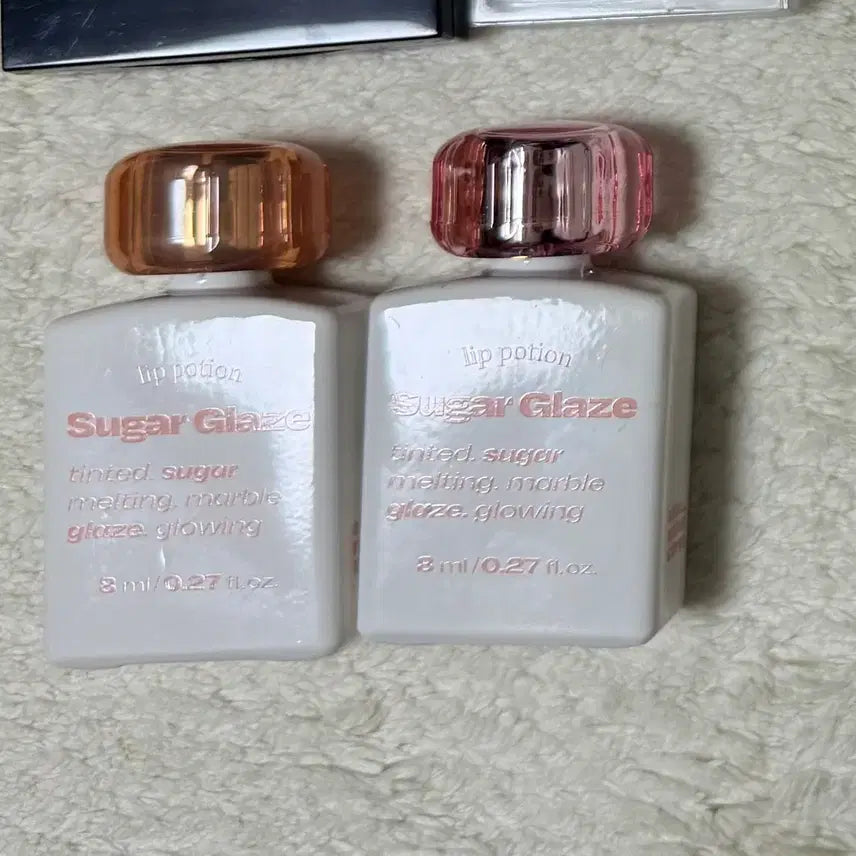 lip potion
Sugar Glaze
tinted. sugar
melting. marble
glaze. glowing
8 ml/0.27 fl.oz.
lip potion
Sugar Glaze
tinted. sugar
melting. marble
glaze. glowing
8 ml/0.27 fl.oz.